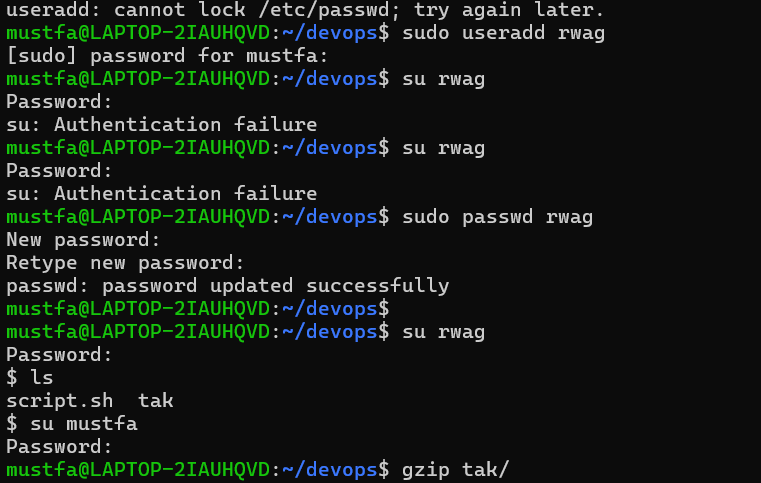 useradd: cannot lock /etc/passwd; try again later.
mustfa@LAPTOP-2IAUHQVD:~/devops$ sudo useradd rwag
[sudo] password for mustfa:
mustfa@LAPTOP-2IAUHQVD:~/devops$ su rwag
Password:
su: Authentication failure
mustfa@LAPTOP-2IAUHQVD:~/devops$ su rwag
Password:
su: Authentication failure
mustfa@LAPTOP-2IAUHQVD:~/devops$ sudo passwd rwag
New password:
Retype new password:
passwd: password updated successfully
mustfa@LAPTOP-2IAUHQVD:~/devops$
mustfa@LAPTOP-2IAUHQVD:~/devops$ su rwag
Password:
$ ls
script.sh  tak
$ su mustfa
Password:
mustfa@LAPTOP-2IAUHQVD:~/devops$ gzip tak/